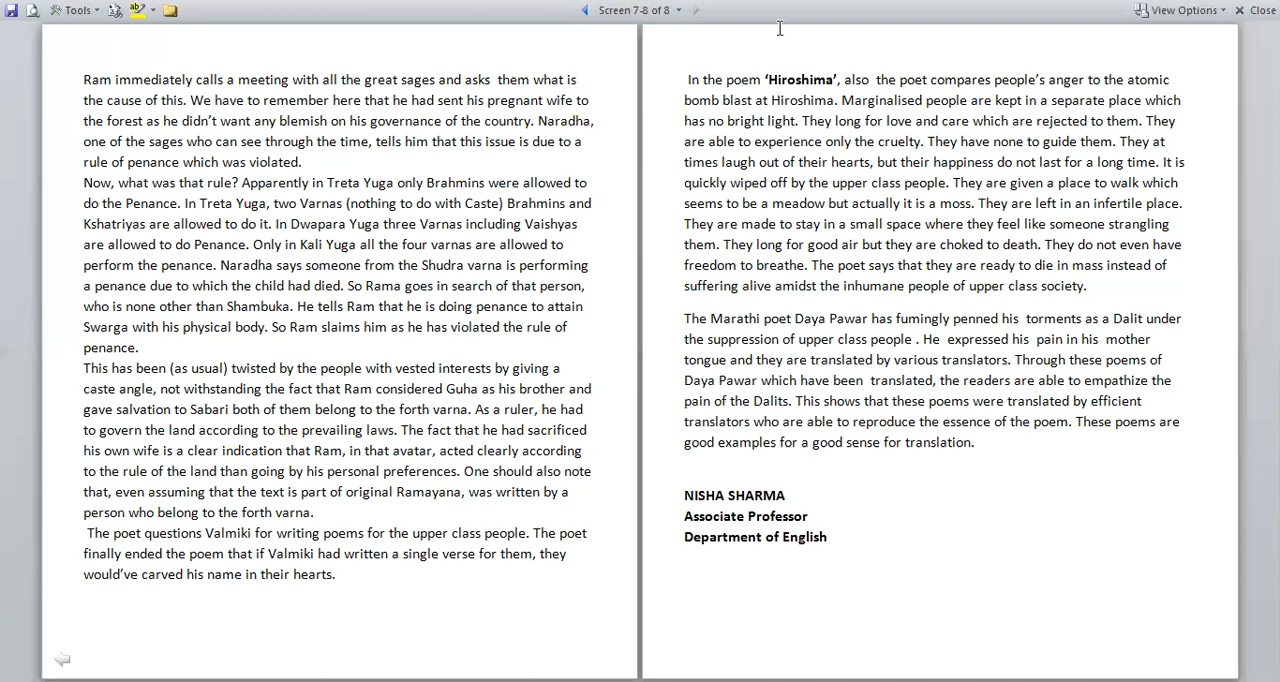 Tools
Screen 7-8 of 8
View Options
Close
Ram immediately calls a meeting with all the great sages and asks  them what is
the cause of this. We have to remember here that he had sent his pregnant wife to
the forest as he didn’t want any blemish on his governance of the country. Naradha,
one of the sages who can see through the time, tells him that this issue is due to a
rule of penance which was violated.
Now, what was that rule? Apparently in Treta Yuga only Brahmins were allowed to
do the Penance. In Treta Yuga, two Varnas (nothing to do with Caste) Brahmins and
Kshatriyas are allowed to do it. In Dwapara Yuga three Varnas including Vaishyas
are allowed to do Penance. Only in Kali Yuga all the four varnas are allowed to
perform the penance. Naradha says someone from the Shudra varna is performing
a penance due to which the child had died. So Rama goes in search of that person,
who is none other than Shambuka. He tells Ram that he is doing penance to attain
Swarga with his physical body. So Ram slaims him as he has violated the rule of
penance.
This has been (as usual) twisted by the people with vested interests by giving a
caste angle, not withstanding the fact that Ram considered Guha as his brother and
gave salvation to Sabari both of them belong to the forth varna. As a ruler, he had
to govern the land according to the prevailing laws. The fact that he had sacrificed
his own wife is a clear indication that Ram, in that avatar, acted clearly according
to the rule of the land than going by his personal preferences. One should also note
that, even assuming that the text is part of original Ramayana, was written by a
person who belong to the forth varna.
The poet questions Valmiki for writing poems for the upper class people. The poet
finally ended the poem that if Valmiki had written a single verse for them, they
would’ve carved his name in their hearts.
In the poem ‘Hiroshima’, also  the poet compares people’s anger to the atomic
bomb blast at Hiroshima. Marginalised people are kept in a separate place which
has no bright light. They long for love and care which are rejected to them. They
are able to experience only the cruelty. They have none to guide them. They at
times laugh out of their hearts, but their happiness do not last for a long time. It is
quickly wiped off by the upper class people. They are given a place to walk which
seems to be a meadow but actually it is a moss. They are left in an infertile place.
They are made to stay in a small space where they feel like someone strangling
them. They long for good air but they are choked to death. They do not even have
freedom to breathe. The poet says that they are ready to die in mass instead of
suffering alive amidst the inhumane people of upper class society.
The Marathi poet Daya Pawar has fumingly penned his  torments as a Dalit under
the suppression of upper class people . He  expressed his  pain in his  mother
tongue and they are translated by various translators. Through these poems of
Daya Pawar which have been  translated, the readers are able to empathize the
pain of the Dalits. This shows that these poems were translated by efficient
translators who are able to reproduce the essence of the poem. These poems are
good examples for a good sense for translation.
NISHA SHARMA
Associate Professor
Department of English